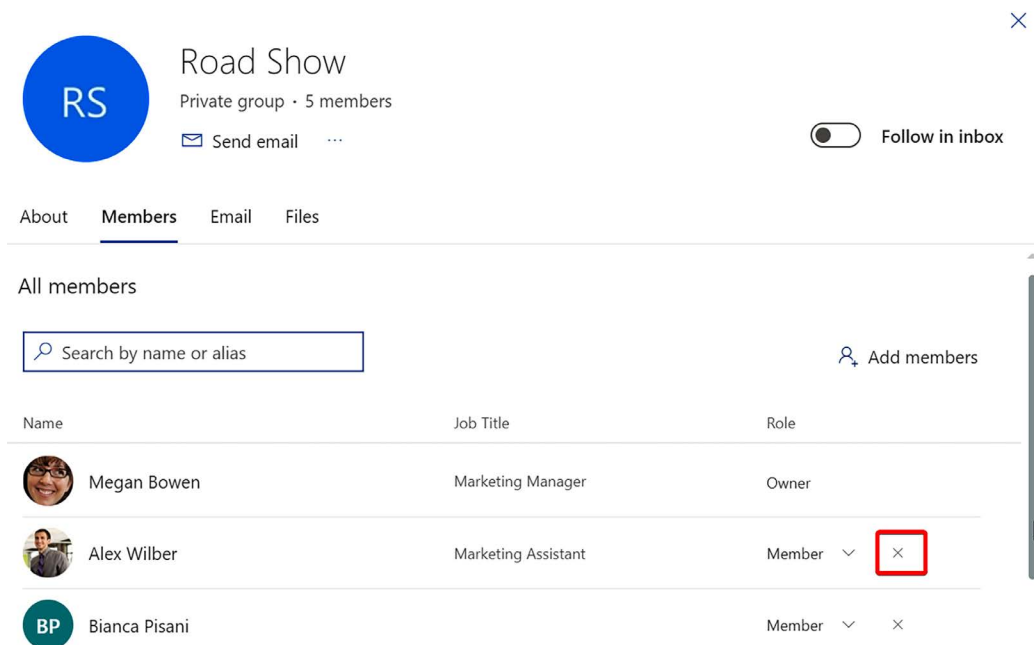 Road Show
RS
Private group · 5 members
Send email ...
Follow in inbox
About Members Email Files
All members
Search by name or alias
Add members
Name Job Title Role
Megan Bowen Marketing Manager Owner
Alex Wilber Marketing Assistant Member
BP Bianca Pisani Member